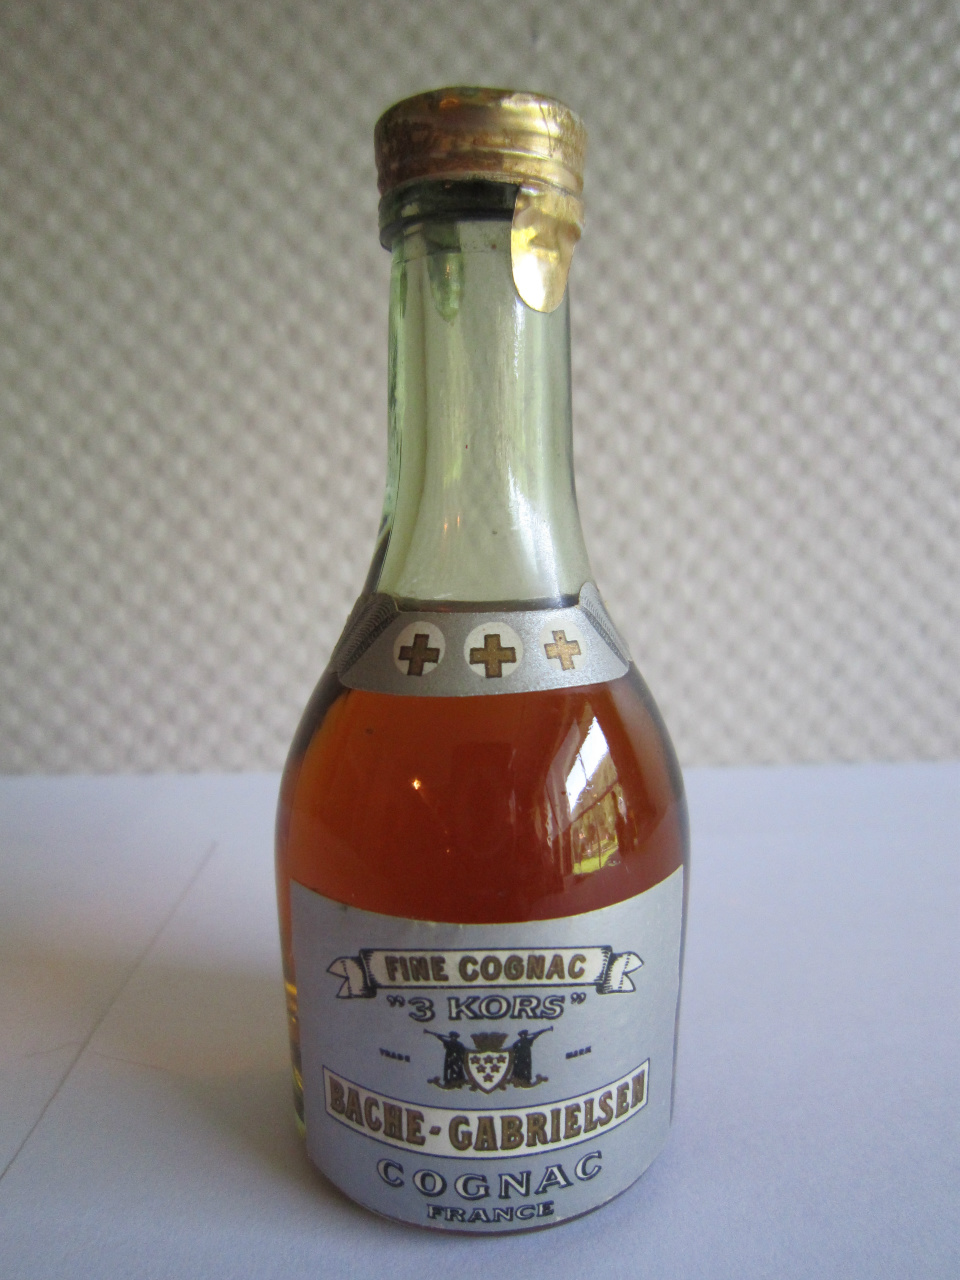 FINE COGNAC
"3 KORS"
TRADE MARK
BACHE-GABRIELSEN
COGNAC
FRANCE